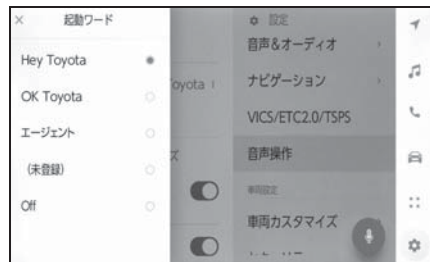 × 起動ワード
Hey Toyota
OK Toyota
エージェント
(未登録)
Off
oyota
ズ
設定
音声&オーディオ
ナビゲーション
VICS/ETC2.0/TSPS
音声操作
車両設定
車両カスタマイズ